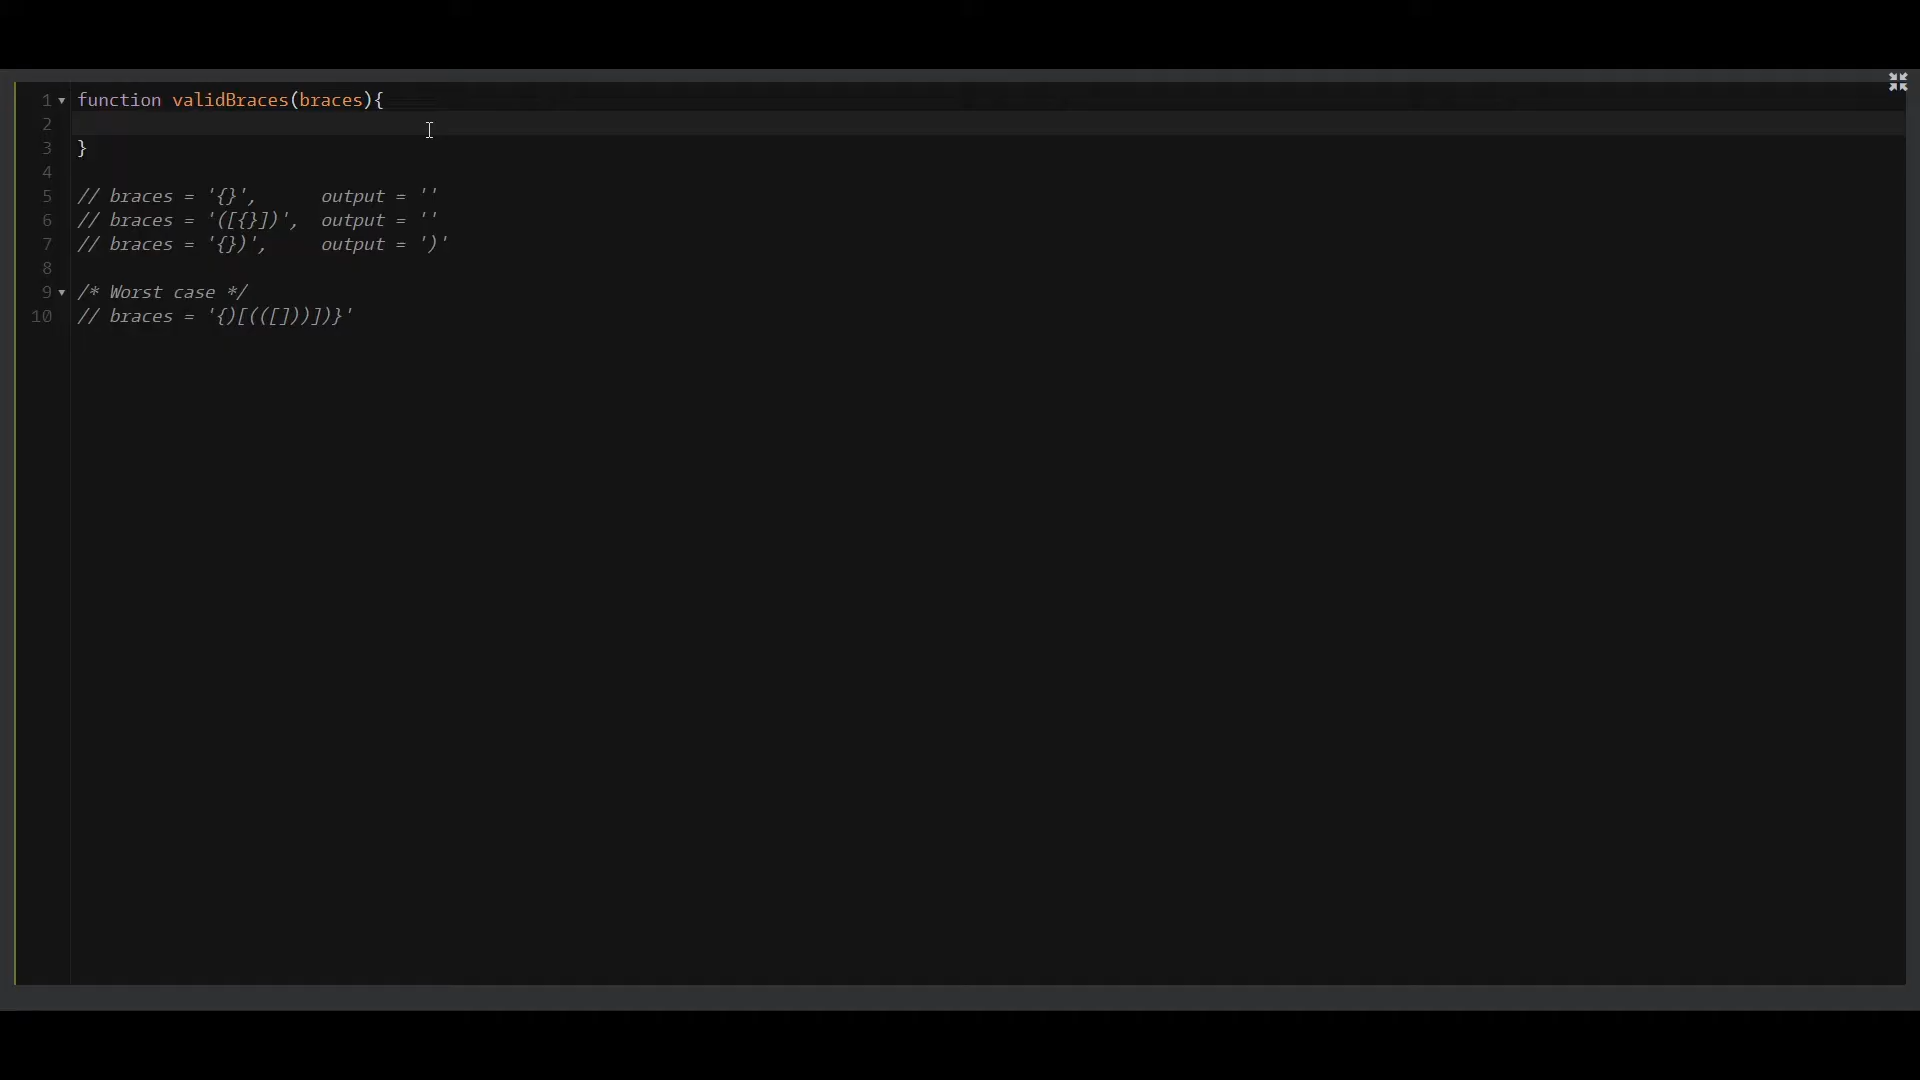 1 function validBraces(braces){
2
3 }
4
5 // braces = '{}',      output = ''
6 // braces = '([{}])',  output = ''
7 // braces = '{})',     output = ')'
8
9 /* Worst case */
10 // braces = '{)[(([]))])}'